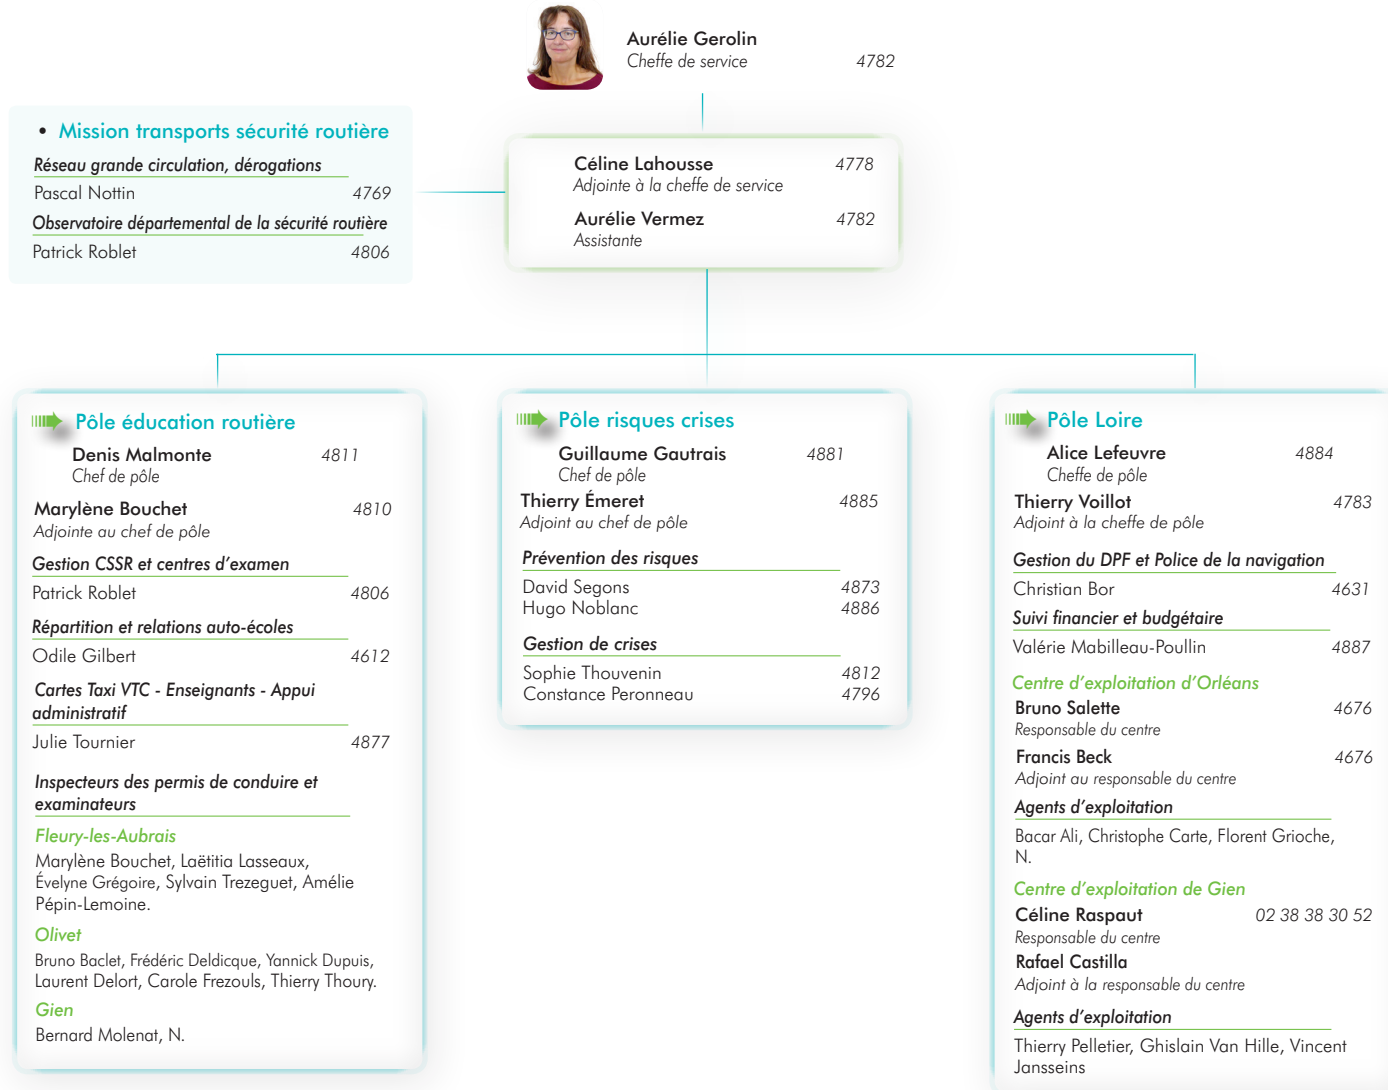 Aurélie Gerolin
Cheffe de service 4782
• Mission transports sécurité routière
Réseau grande circulation, dérogations
Pascal Nottin 4769
Observatoire départemental de la sécurité routière
Patrick Roblet 4806
Céline Lahousse 4778
Adjointe à la cheffe de service
Aurélie Vermez 4782
Assistante
Pôle éducation routière
Denis Malmonte 4811
Chef de pôle
Marylène Bouchet 4810
Adjointe au chef de pôle
Gestion CSSR et centres d'examen
Patrick Roblet 4806
Répartition et relations auto-écoles
Odile Gilbert 4612
Cartes Taxi VTC - Enseignants - Appui
administratif
Julie Tournier 4877
Inspecteurs des permis de conduire et
examinateurs
Fleury-les-Aubrais
Marylène Bouchet, Laëtitia Lasseaux,
Évelyne Grégoire, Sylvain Trezeguet, Amélie
Pépin-Lemoine.
Olivet
Bruno Baclet, Frédéric Deldicque, Yannick Dupuis,
Laurent Delort, Carole Frezouls, Thierry Thoury.
Gien
Bernard Molenat, N.
Pôle risques crises
Guillaume Gautrais 4881
Chef de pôle
Thierry Émeret 4885
Adjoint au chef de pôle
Prévention des risques
David Segons 4873
Hugo Noblanc 4886
Gestion de crises
Sophie Thouvenin 4812
Constance Peronneau 4796
Pôle Loire
Alice Lefeuvre 4884
Cheffe de pôle
Thierry Voillot 4783
Adjoint à la cheffe de pôle
Gestion du DPF et Police de la navigation
Christian Bor 4631
Suivi financier et budgétaire
Valérie Mabilleau-Poullin 4887
Centre d'exploitation d'Orléans
Bruno Salette 4676
Responsable du centre
Francis Beck 4676
Adjoint au responsable du centre
Agents d'exploitation
Bacar Ali, Christophe Carte, Florent Grioche,
N.
Centre d'exploitation de Gien
Céline Raspaut 02 38 38 30 52
Responsable du centre
Rafael Castilla
Adjoint à la responsable du centre
Agents d'exploitation
Thierry Pelletier, Ghislain Van Hille, Vincent
Jansseins